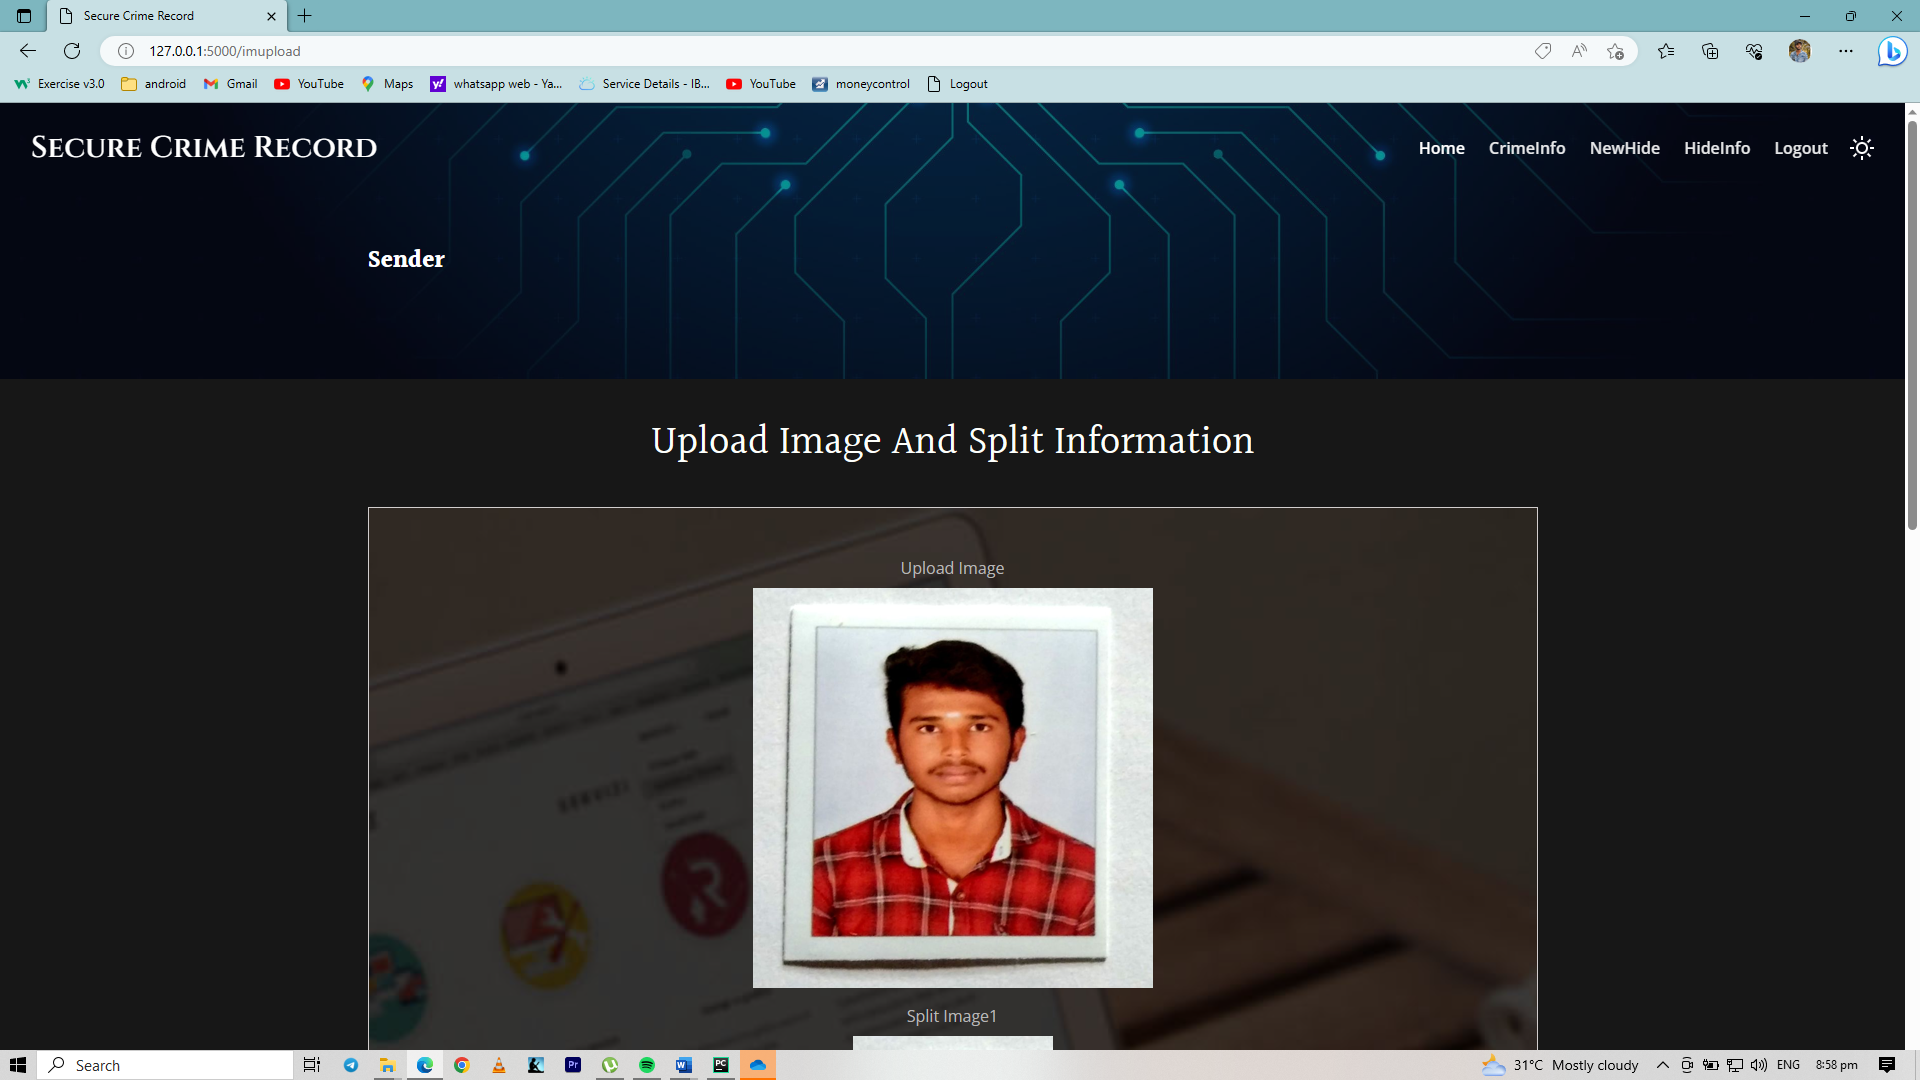 Secure Crime Record
127.0.0.1:5000/imupload
Exercise v3.0
android
Gmail
YouTube
Maps
whatsapp web - Ya...
Service Details - IB...
YouTube
moneycontrol
Logout
Secure Crime Record
Home
CrimeInfo
NewHide
HideInfo
Logout
Sender
Upload Image And Split Information
Upload Image
SERVIZI
Split Image1
Search
31°C Mostly cloudy
ENG
8:58 pm